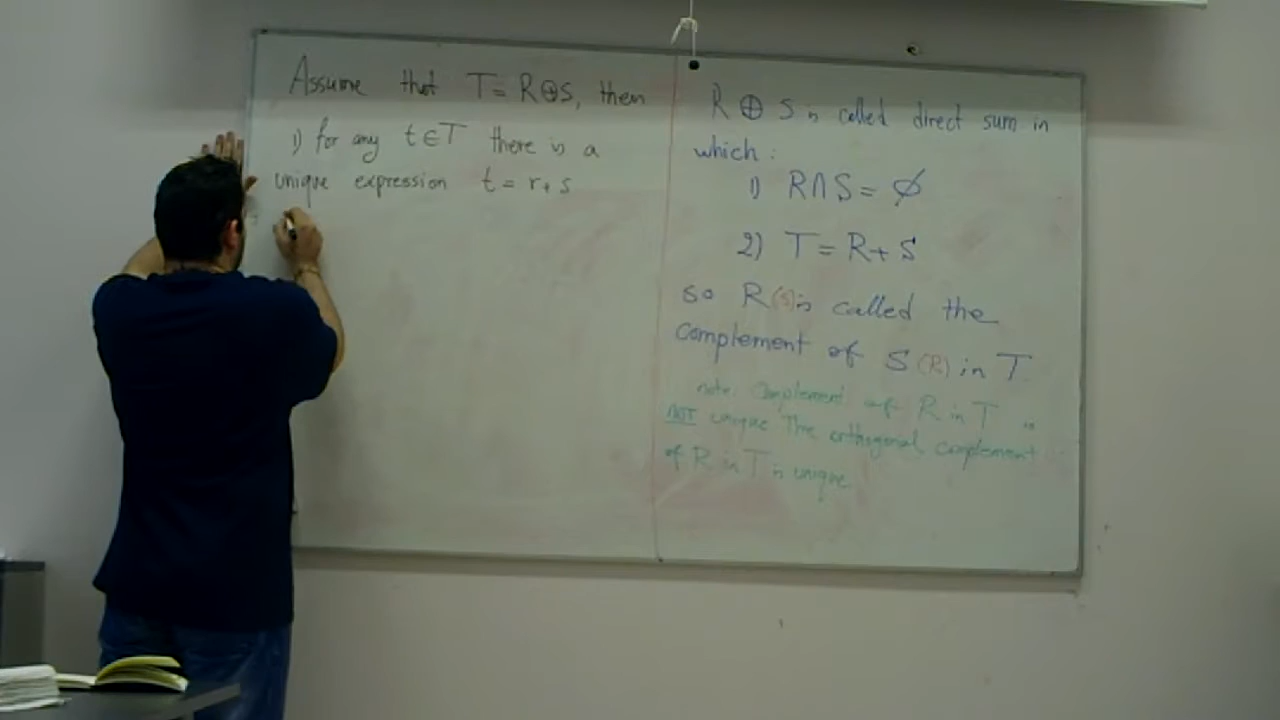 Assume that T = R⊕S, then
1) for any t∈T there is a
unique expression t = r+s
R ⊕ S is called direct sum in
which :
1) R∩S = ∅
2) T = R+S
so R(S) is called the
complement of S (R) in T.
note: Complement of R in T is
NOT unique The orthogonal complement
of R in T is unique